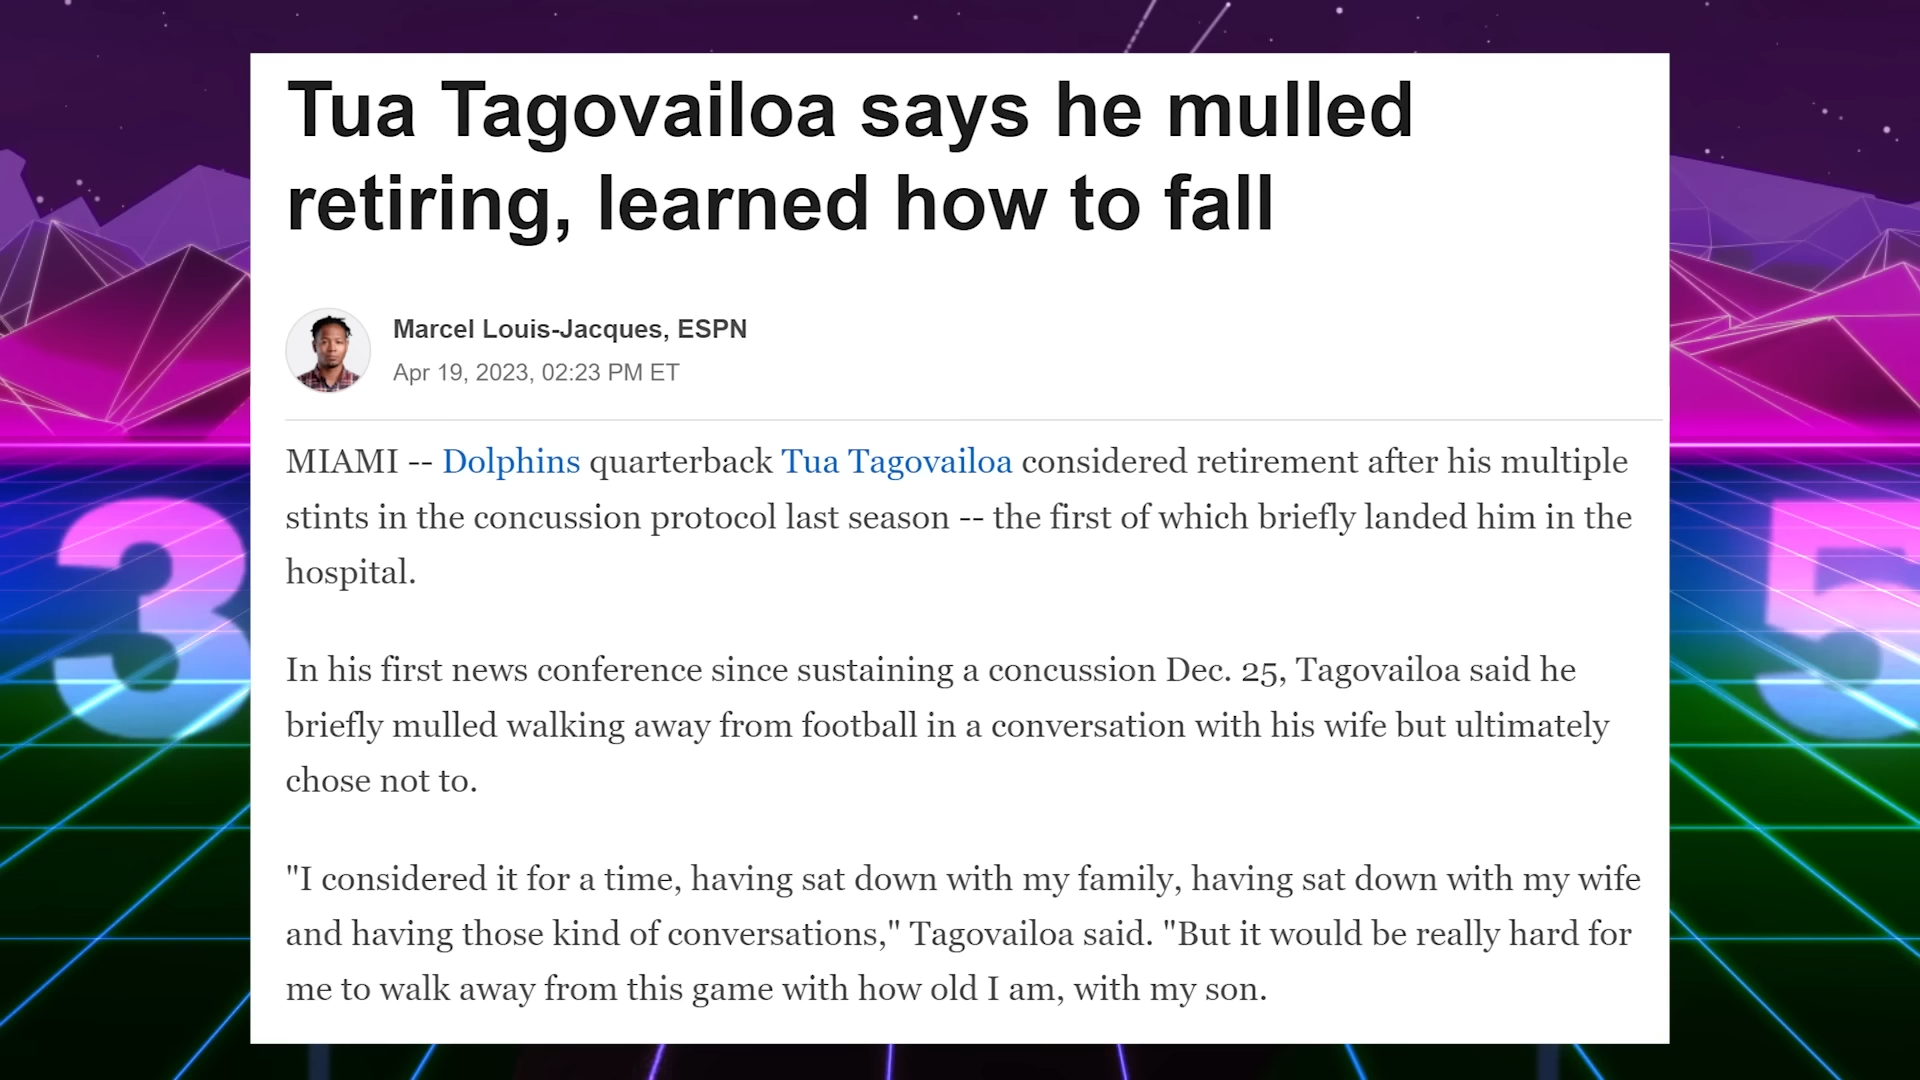 Tua Tagovailoa says he mulled
retiring, learned how to fall
Marcel Louis-Jacques, ESPN
Apr 19, 2023, 02:23 PM ET
MIAMI -- Dolphins quarterback Tua Tagovailoa considered retirement after his multiple
stints in the concussion protocol last season -- the first of which briefly landed him in the
hospital.
In his first news conference since sustaining a concussion Dec. 25, Tagovailoa said he
briefly mulled walking away from football in a conversation with his wife but ultimately
chose not to.
"I considered it for a time, having sat down with my family, having sat down with my wife
and having those kind of conversations," Tagovailoa said. "But it would be really hard for
me to walk away from this game with how old I am, with my son.
3
5